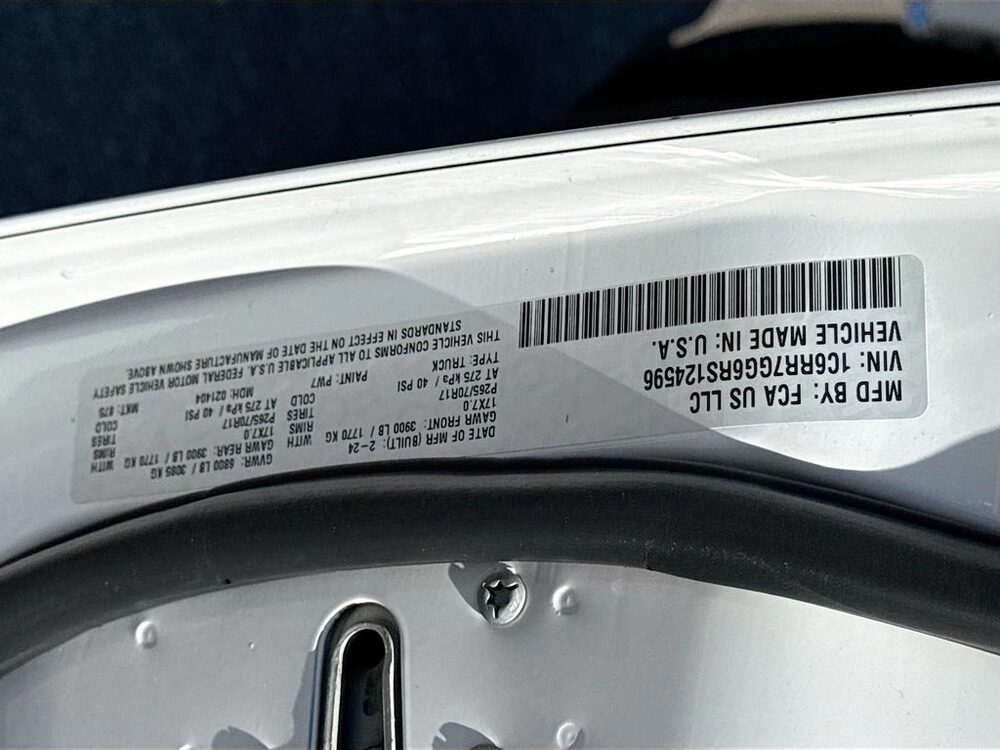 MFD BY: FCA US LLC
VIN: 1C6RR7GG6RS124596
VEHICLE MADE IN: U.S.A.
DATE OF MFR (BUILT): 2-24 GVWR: 6800 LB / 3085 KG
GAWR FRONT: 3900 LB / 1770 KG WITH GAWR REAR: 3900 LB / 1770 KG WITH
17X7.0 RIMS 17X7.0 RIMS
P265/70R17 TIRES P265/70R17 TIRES
AT 275 kPa / 40 PSI COLD AT 275 kPa / 40 PSI COLD
TYPE: TRUCK PAINT: PW7 MDH: 021404 MKT: 875
THIS VEHICLE CONFORMS TO ALL APPLICABLE U.S.A. FEDERAL MOTOR VEHICLE SAFETY
STANDARDS IN EFFECT ON THE DATE OF MANUFACTURE SHOWN ABOVE.